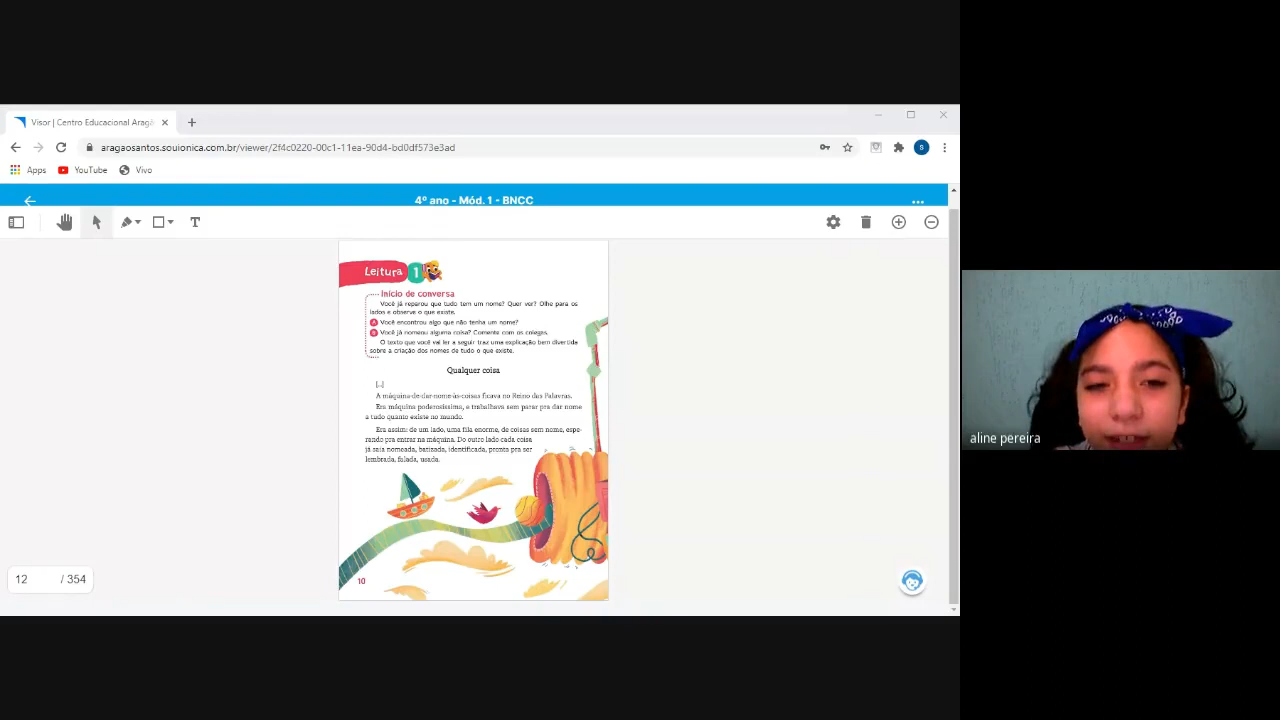 Visor | Centro Educacional Aragã
aragaosantos.souionica.com.br/viewer/2f4c0220-00c1-11ea-90d4-bd0df573e3ad
S
Apps
YouTube
Vivo
4º ano - Mód. 1 - BNCC
T
Leitura 1
Início de conversa
Você já reparou que tudo tem um nome? Quer ver? Olhe para os
lados e observe o que existe.
A Você encontrou algo que não tenha um nome?
B Você já nomeou alguma coisa? Comente com os colegas.
O texto que você vai ler a seguir traz uma explicação bem divertida
sobre a criação dos nomes de tudo o que existe.
Qualquer coisa
[...]
A máquina-de-dar-nome-às-coisas ficava no Reino das Palavras.
Era máquina poderosíssima, e trabalhava sem parar pra dar nome
a tudo quanto existe no mundo.
Era assim: de um lado, uma fila enorme, de coisas sem nome, espe-
rando pra entrar na máquina. Do outro lado cada coisa
já saía nomeada, batizada, identificada, pronta pra ser
lembrada, falada, usada.
10
12 / 354
aline pereira